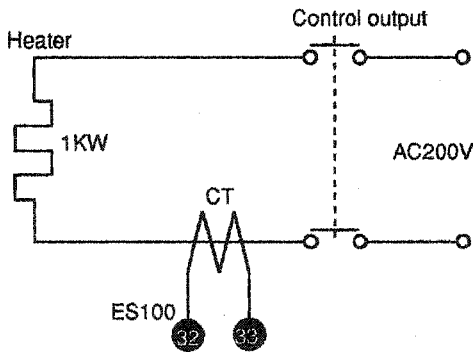 Control output
Heater
1KW
AC200V
CT
ES100
32 33